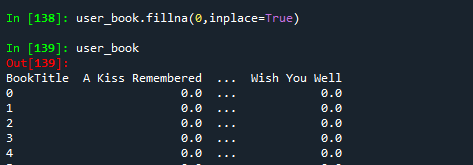 In [138]: user_book.fillna(0,inplace=True)
In [139]: user_book
Out[139]:
BookTitle  A Kiss Remembered  ...  Wish You Well
0                        0.0  ...            0.0
1                        0.0  ...            0.0
2                        0.0  ...            0.0
3                        0.0  ...            0.0
4                        0.0  ...            0.0